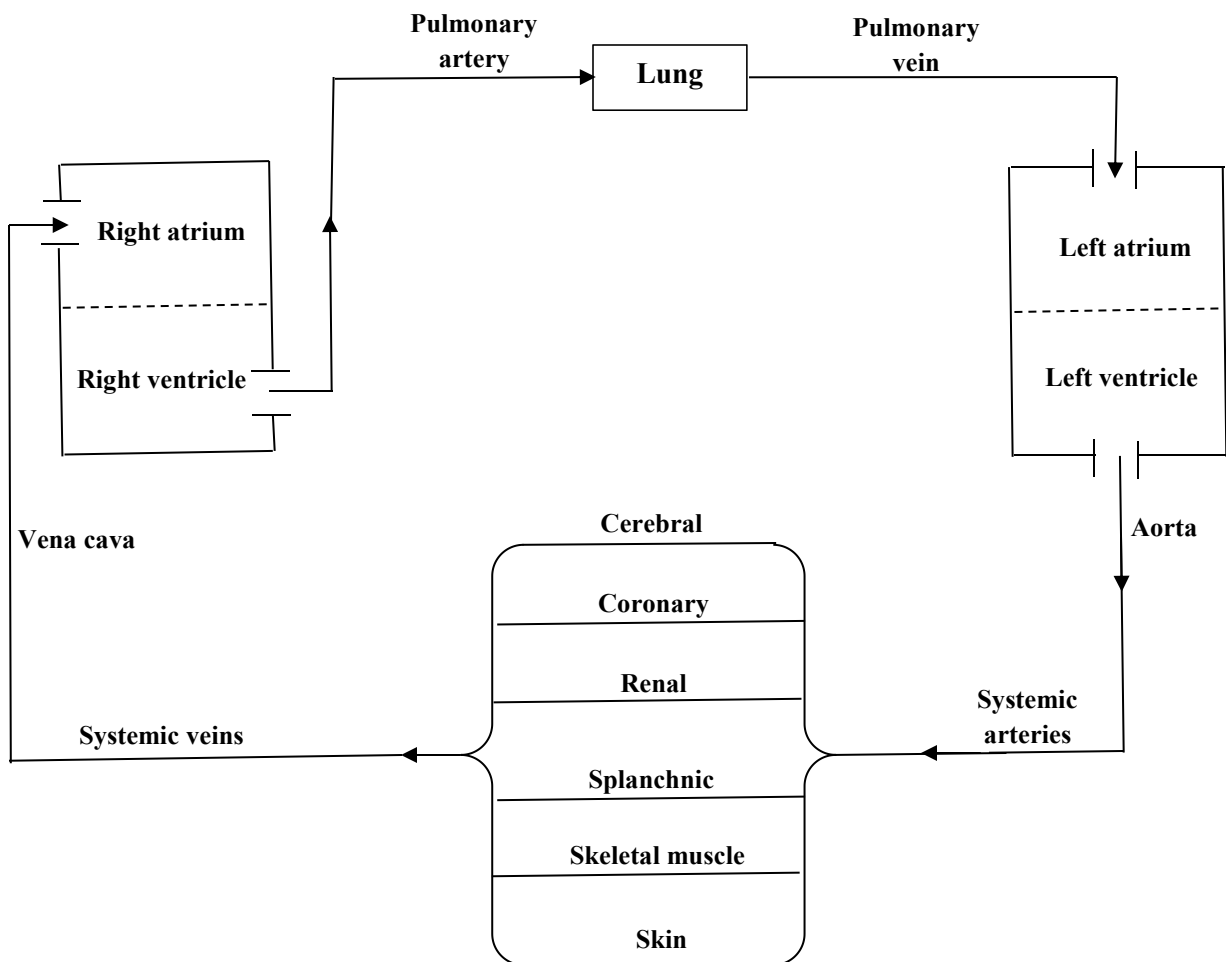 Pulmonary
artery
Lung
Pulmonary
vein
Right atrium
Left atrium
Right ventricle
Left ventricle
Vena cava
Cerebral
Aorta
Coronary
Renal
Systemic
arteries
Systemic veins
Splanchnic
Skeletal muscle
Skin